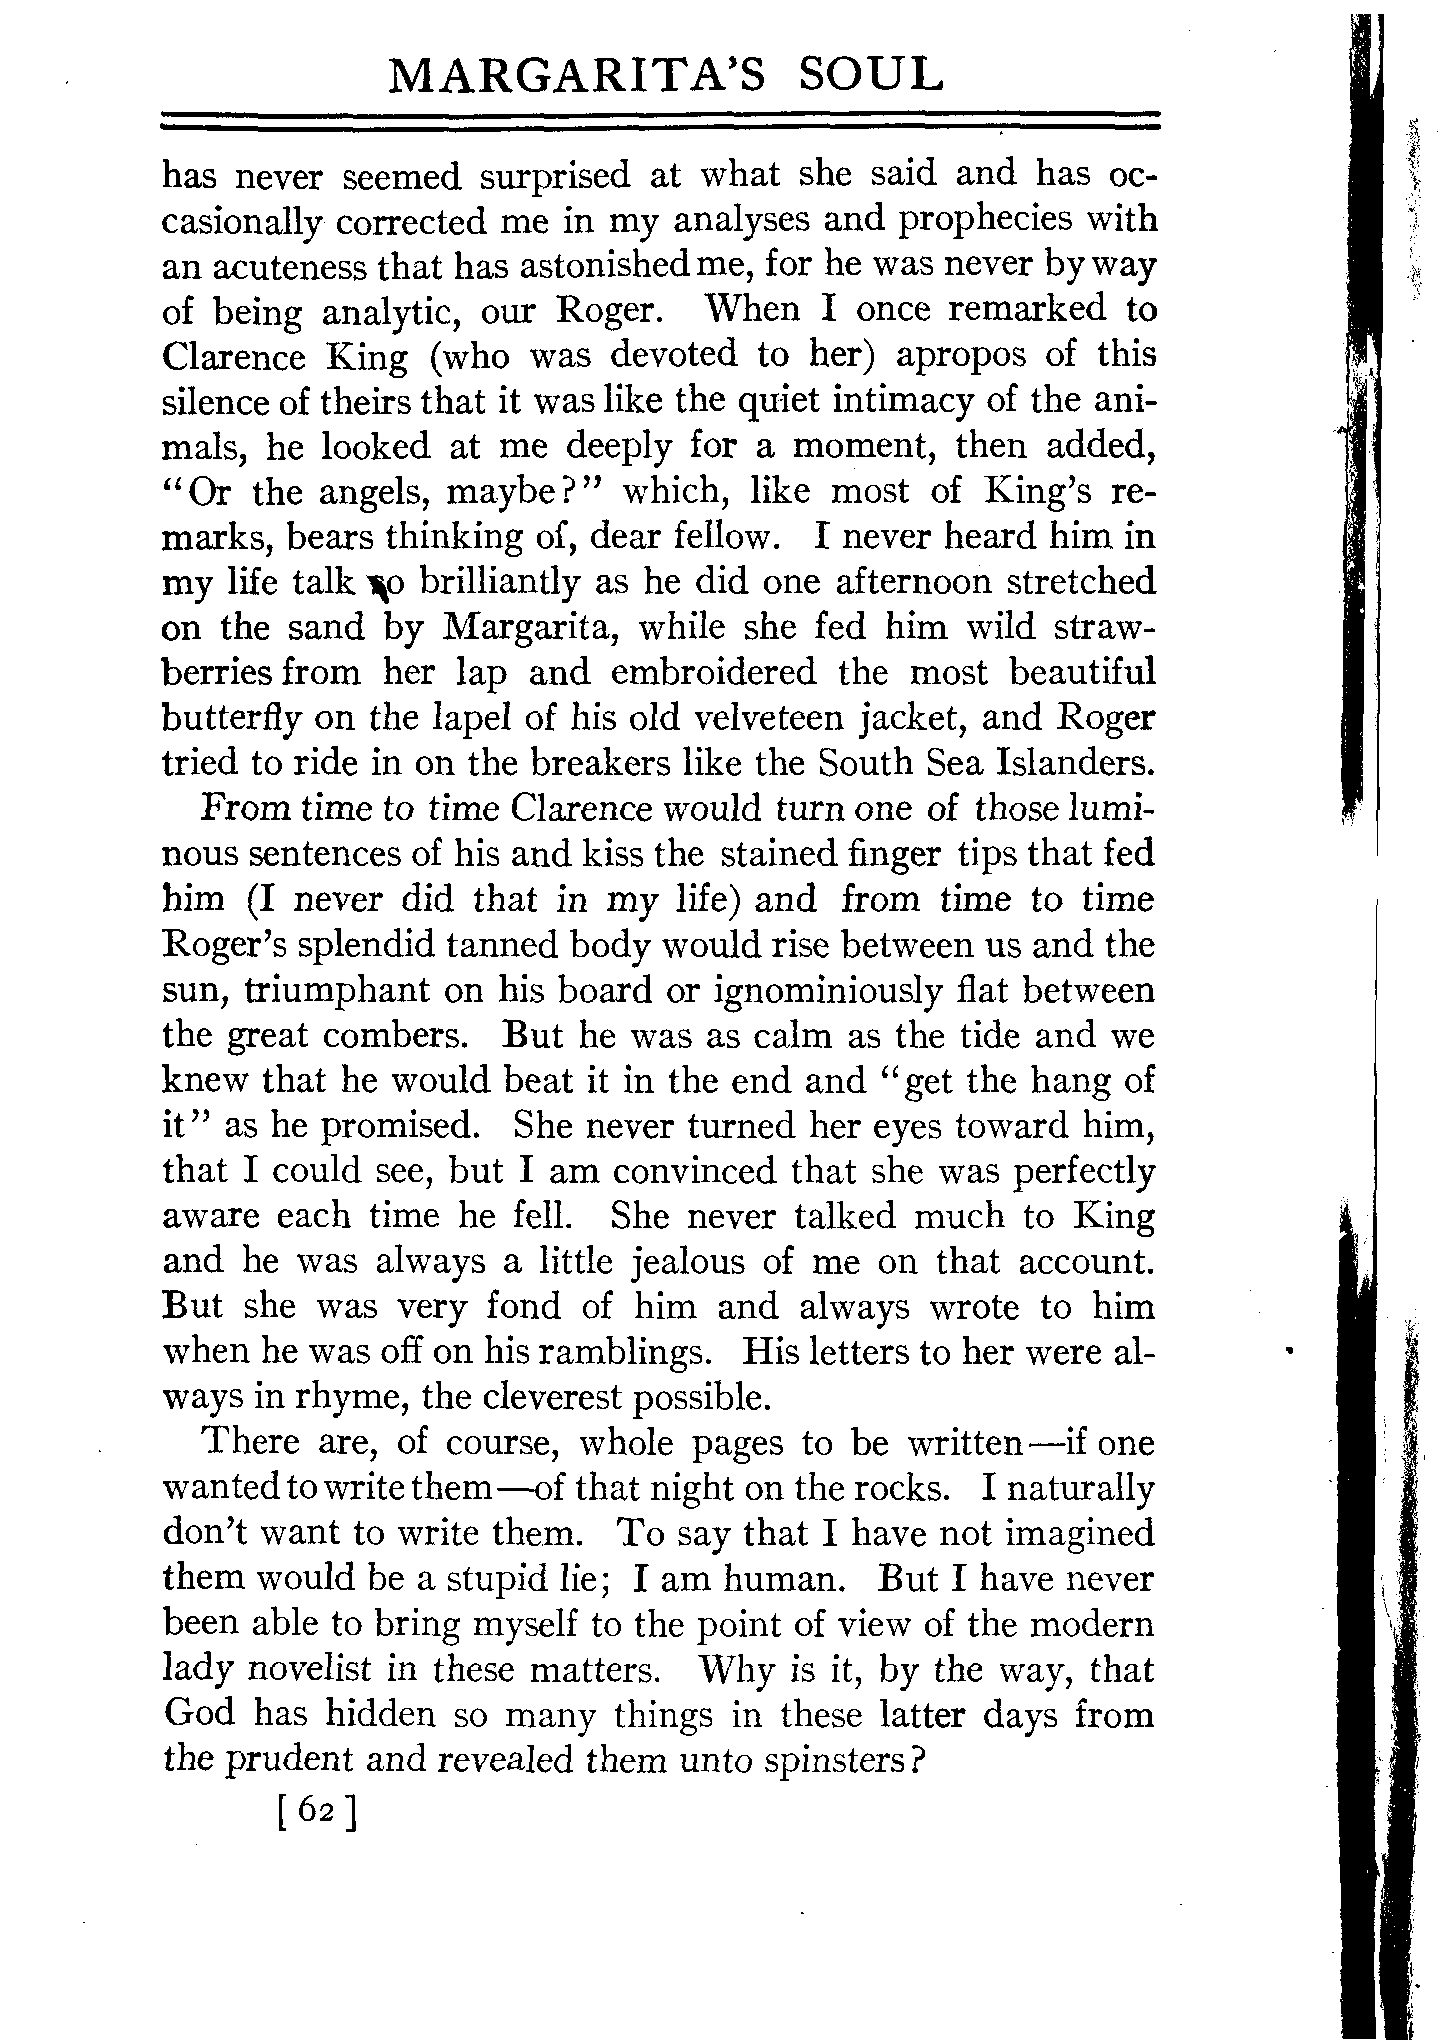 MARGARITA'S SOUL
has never seemed surprised at what she said and has oc-
casionally corrected me in my analyses and prophecies with
an acuteness that has astonished me, for he was never by way
of being analytic, our Roger. When I once remarked to
Clarence King (who was devoted to her) apropos of this
silence of theirs that it was like the quiet intimacy of the ani-
mals, he looked at me deeply for a moment, then added,
“Or the angels, maybe?” which, like most of King's re-
marks, bears thinking of, dear fellow. I never heard him in
my life talk so brilliantly as he did one afternoon stretched
on the sand by Margarita, while she fed him wild straw-
berries from her lap and embroidered the most beautiful
butterfly on the lapel of his old velveteen jacket, and Roger
tried to ride in on the breakers like the South Sea Islanders.
From time to time Clarence would turn one of those lumi-
nous sentences of his and kiss the stained finger tips that fed
him (I never did that in my life) and from time to time
Roger's splendid tanned body would rise between us and the
sun, triumphant on his board or ignominiously flat between
the great combers. But he was as calm as the tide and we
knew that he would beat it in the end and “get the hang of
it” as he promised. She never turned her eyes toward him,
that I could see, but I am convinced that she was perfectly
aware each time he fell. She never talked much to King
and he was always a little jealous of me on that account.
But she was very fond of him and always wrote to him
when he was off on his ramblings. His letters to her were al-
ways in rhyme, the cleverest possible.
There are, of course, whole pages to be written—if one
wanted to write them—of that night on the rocks. I naturally
don't want to write them. To say that I have not imagined
them would be a stupid lie; I am human. But I have never
been able to bring myself to the point of view of the modern
lady novelist in these matters. Why is it, by the way, that
God has hidden so many things in these latter days from
the prudent and revealed them unto spinsters?
[ 62 ]